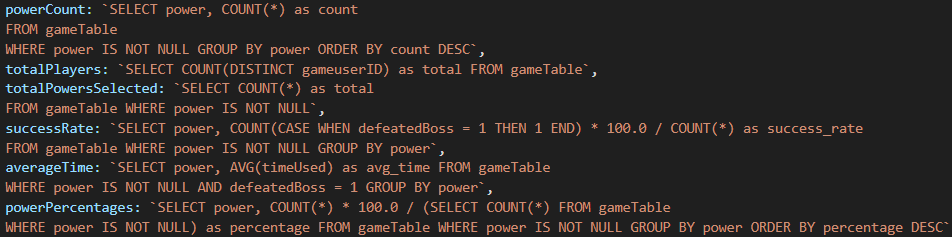 powerCount: `SELECT power, COUNT(*) as count
FROM gameTable
WHERE power IS NOT NULL GROUP BY power ORDER BY count DESC`,
totalPlayers: `SELECT COUNT(DISTINCT gameuserID) as total FROM gameTable`,
totalPowersSelected: `SELECT COUNT(*) as total
FROM gameTable WHERE power IS NOT NULL`,
successRate: `SELECT power, COUNT(CASE WHEN defeatedBoss = 1 THEN 1 END) * 100.0 / COUNT(*) as success_rate
FROM gameTable WHERE power IS NOT NULL GROUP BY power`,
averageTime: `SELECT power, AVG(timeUsed) as avg_time FROM gameTable
WHERE power IS NOT NULL AND defeatedBoss = 1 GROUP BY power`,
powerPercentages: `SELECT power, COUNT(*) * 100.0 / (SELECT COUNT(*) FROM gameTable
WHERE power IS NOT NULL) as percentage FROM gameTable WHERE power IS NOT NULL GROUP BY power ORDER BY percentage DESC`